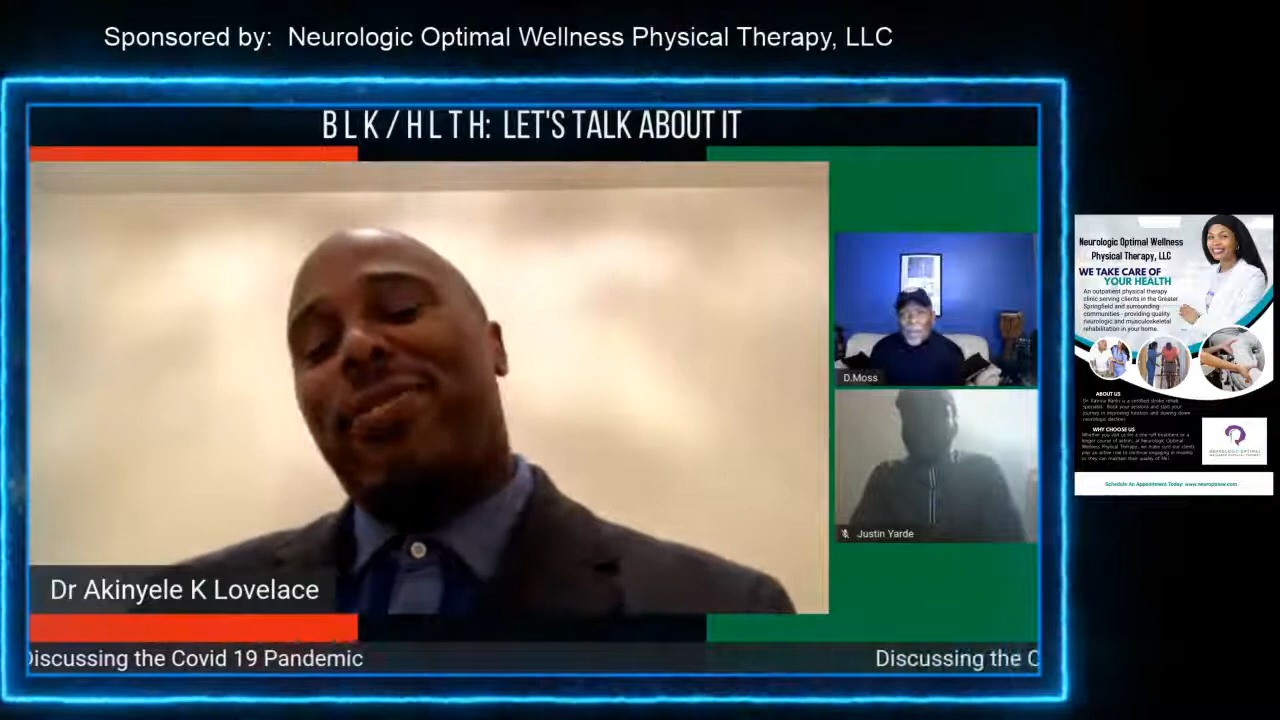 Sponsored by: Neurologic Optimal Wellness Physical Therapy, LLC
BLK/HLTH: LET'S TALK ABOUT IT
D.Moss
Justin Yarde
Dr Akinyele K Lovelace
Discussing the Covid 19 Pandemic
Discussing the C
Neurologic Optimal Wellness
Physical Therapy, LLC
WE TAKE CARE OF
YOUR HEALTH
An outpatient physical therapy
clinic serving clients in the Greater
Springfield and surrounding
communities - providing quality
neurologic and musculoskeletal
rehabilitation in your home.
ABOUT US
WHY CHOOSE US
NEUROLOGIC OPTIMAL
Schedule An Appointment Today: